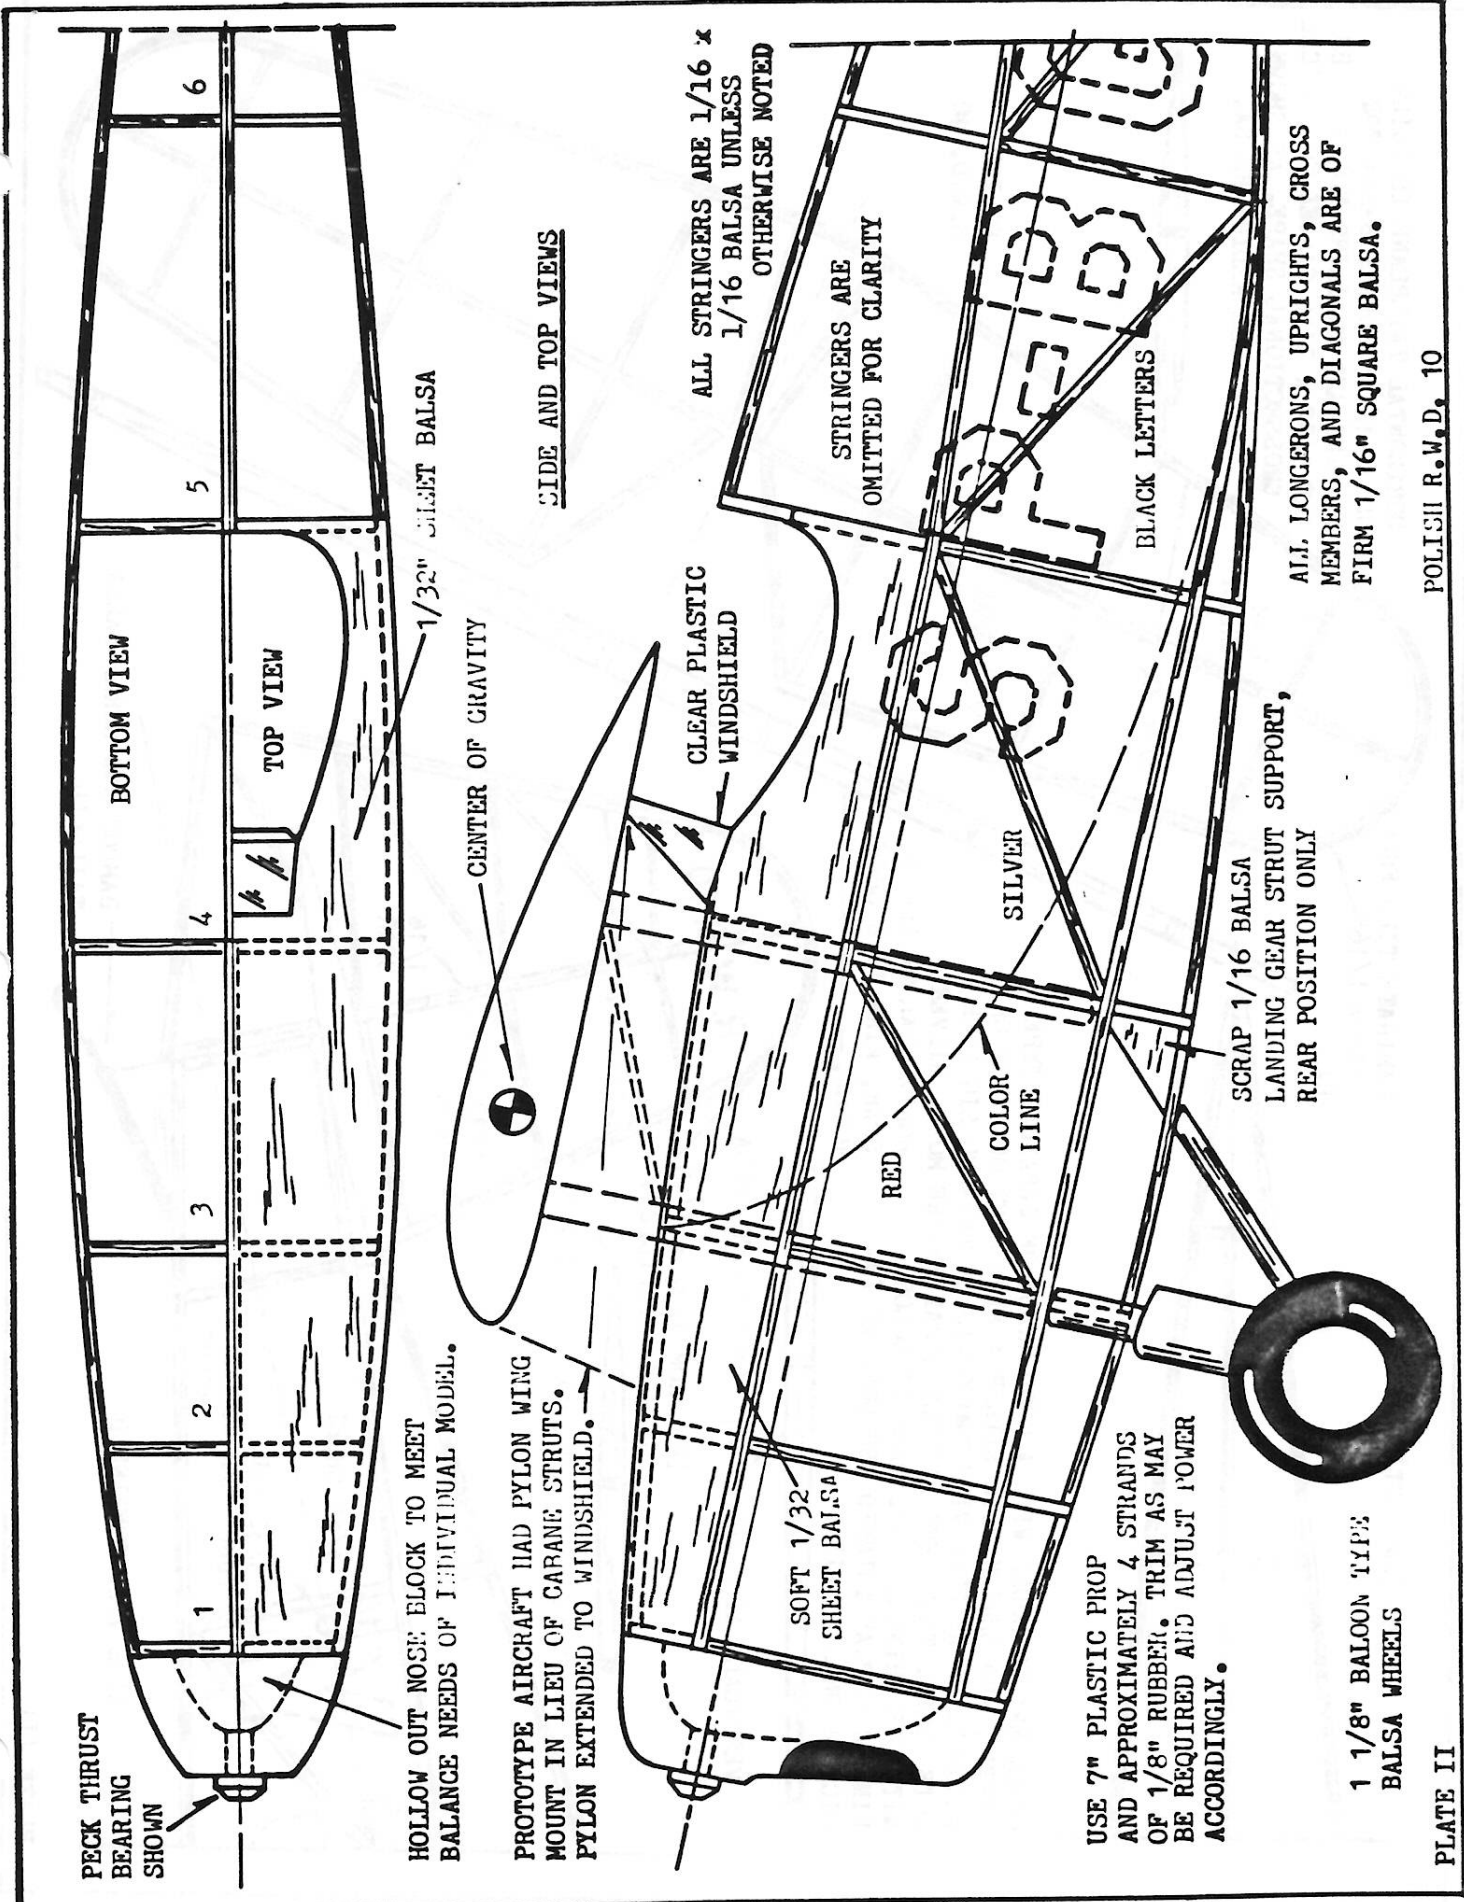 PECK THRUST
BEARING
SHOWN
1
2
3
4
5
6
BOTTOM VIEW
TOP VIEW
1/32" SHEET BALSA
HOLLOW OUT NOSE BLOCK TO MEET
BALANCE NEEDS OF INDIVIDUAL MODEL.
CENTER OF GRAVITY
SIDE AND TOP VIEWS
PROTOTYPE AIRCRAFT HAD PYLON WING
MOUNT IN LIEU OF CABANE STRUTS.
PYLON EXTENDED TO WINDSHIELD.
CLEAR PLASTIC
WINDSHIELD
ALL STRINGERS ARE 1/16 x
1/16 BALSA UNLESS
OTHERWISE NOTED
STRINGERS ARE
OMITTED FOR CLARITY
SOFT 1/32
SHEET BALSA
RED
COLOR
LINE
SILVER
S P-B
BLACK LETTERS
USE 7" PLASTIC PROP
AND APPROXIMATELY 4 STRANDS
OF 1/8" RUBBER. TRIM AS MAY
BE REQUIRED AND ADJUST POWER
ACCORDINGLY.
SCRAP 1/16 BALSA
LANDING GEAR STRUT SUPPORT,
REAR POSITION ONLY
ALL LONGERONS, UPRIGHTS, CROSS
MEMBERS, AND DIAGONALS ARE OF
FIRM 1/16" SQUARE BALSA.
1 1/8" BALOON TYPE
BALSA WHEELS
PLATE II
POLISH R.W.D. 10